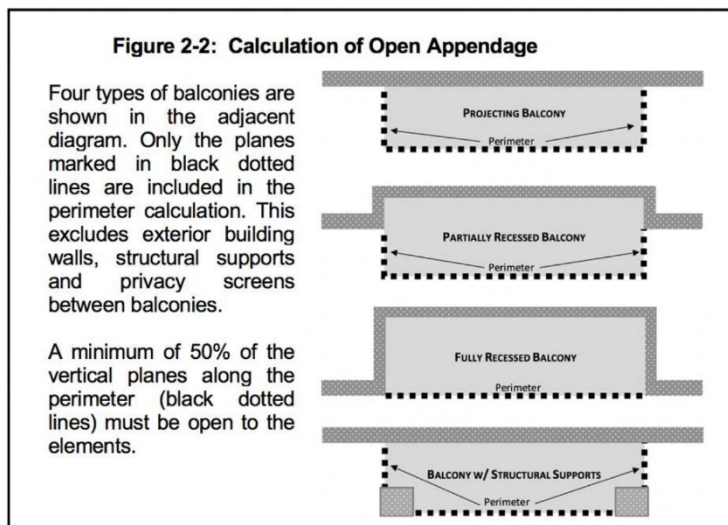 Figure 2-2: Calculation of Open Appendage
Four types of balconies are
shown in the adjacent
diagram. Only the planes
marked in black dotted
lines are included in the
perimeter calculation. This
excludes exterior building
walls, structural supports
and privacy screens
between balconies.
A minimum of 50% of the
vertical planes along the
perimeter (black dotted
lines) must be open to the
elements.
PROJECTING BALCONY
Perimeter
PARTIALLY RECESSED BALCONY
Perimeter
FULLY RECESSED BALCONY
Perimeter
BALCONY W/ STRUCTURAL SUPPORTS
Perimeter